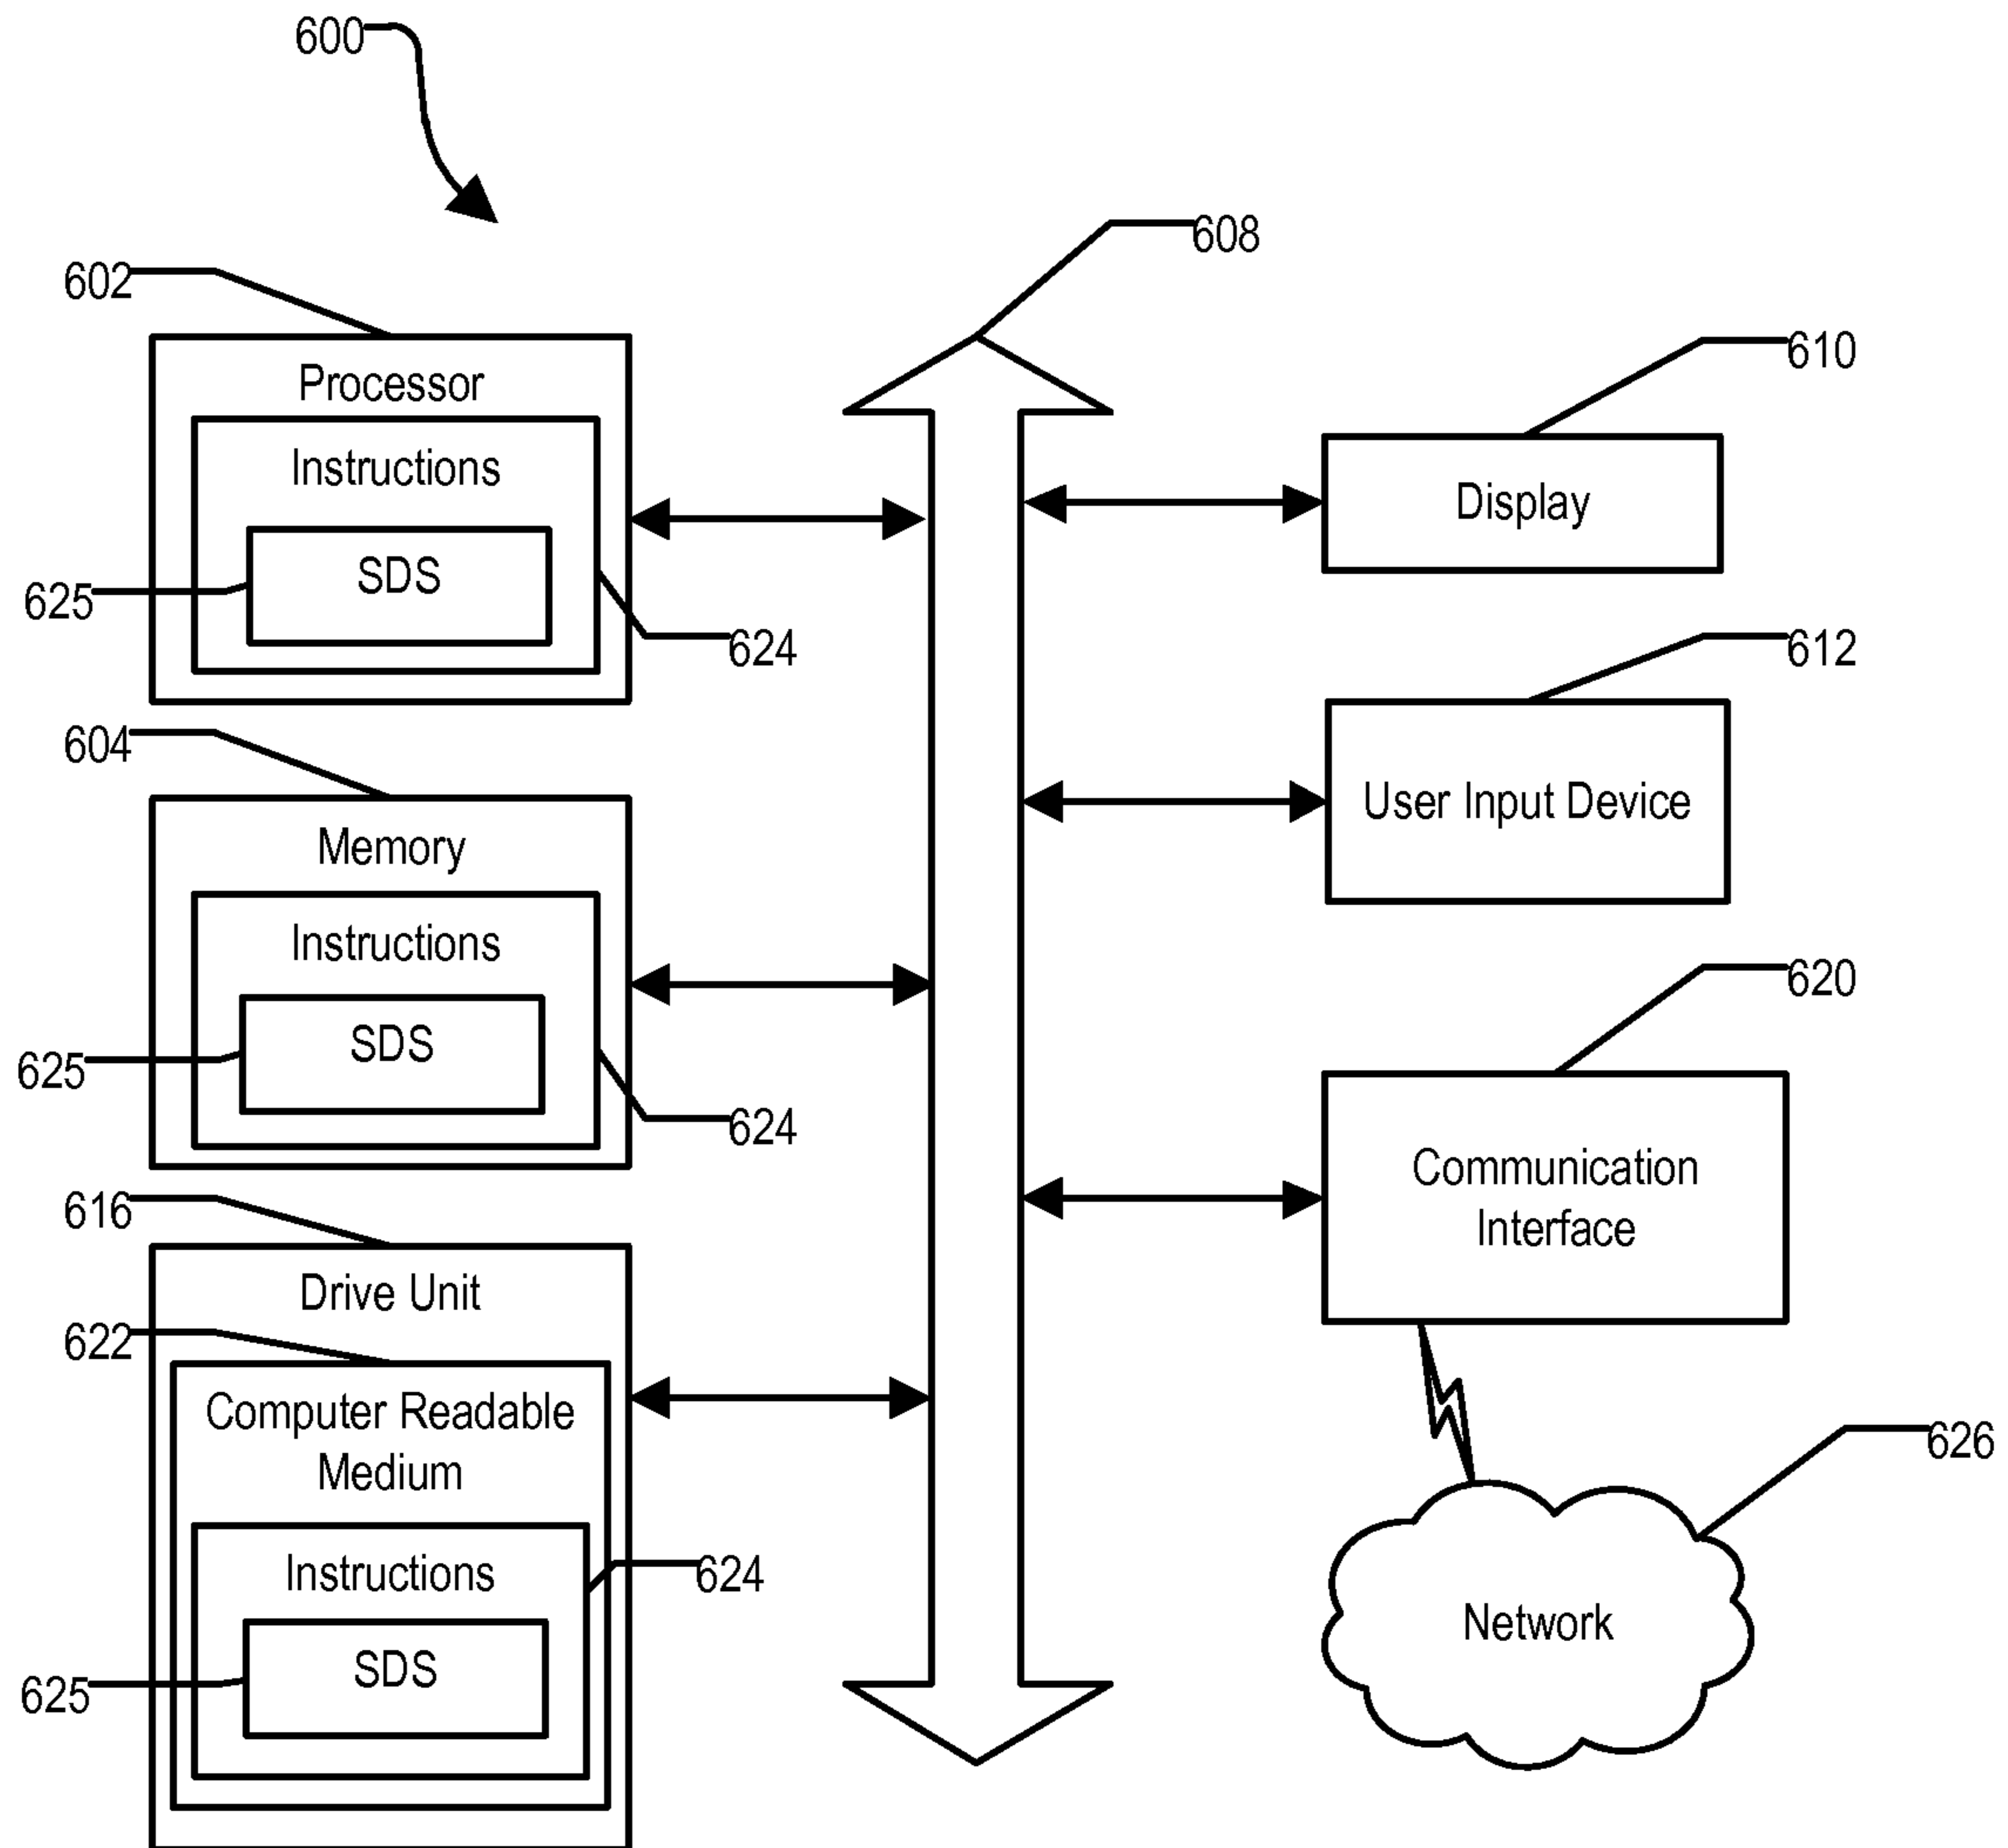 600
608
602
Processor
Instructions
SDS
625
624
610
Display
612
User Input Device
604
Memory
Instructions
SDS
625
624
620
Communication
Interface
616
Drive Unit
622
Computer Readable
Medium
Instructions
624
SDS
625
626
Network